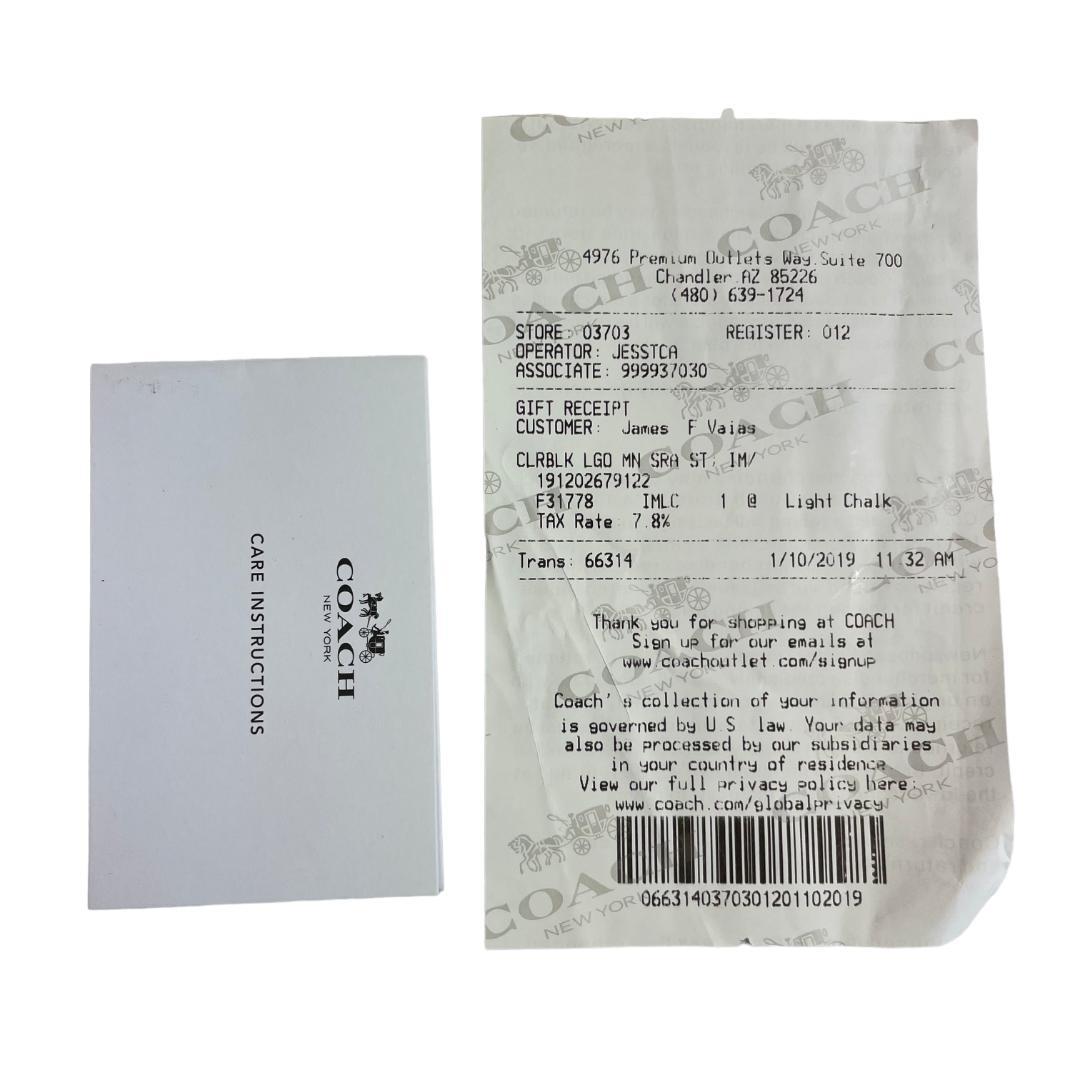 COACH
NEW YORK
CARE INSTRUCTIONS
4976 Premium Outlets Way.Suite 700
Chandler.AZ 85226
(480) 639-1724
STORE: 03703 REGISTER: 012
OPERATOR: JESSTCA
ASSOCIATE: 999937030
GIFT RECEIPT
CUSTOMER: James F Vaias
CLRBLK LGO MN SRA ST, IM/
191202679122
F31778 IMLC 1 @ Light Chalk
TAX Rate: 7.8%
Trans: 66314 1/10/2019 11:32 AM
Thank you for shopping at COACH
Sign up for our emails at
www.coachoutlet.com/signup
Coach's collection of your information
is governed by U.S. law. Your data may
also be processed by our subsidiaries
in your country of residence.
View our full privacy policy here:
www.coach.com/globalprivacy
0663140370301201102019
COACH
NEW YORK